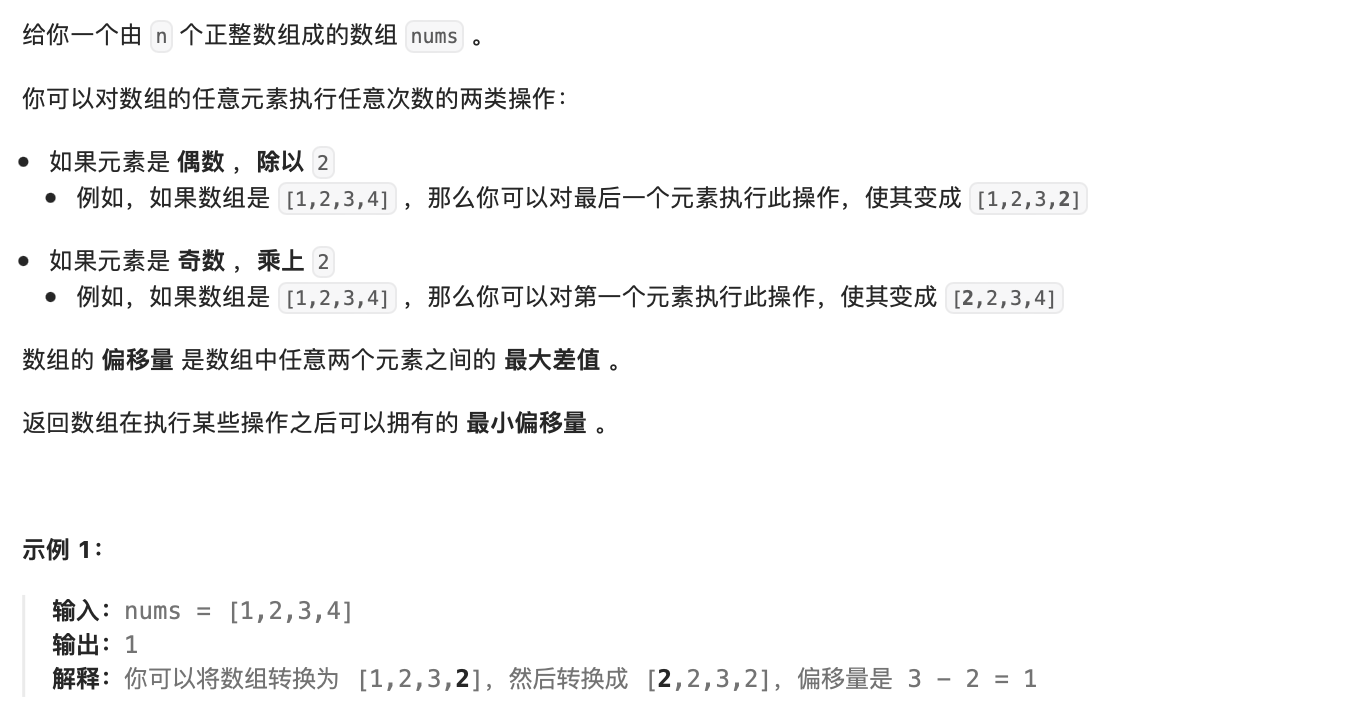 给你一个由 n 个正整数组成的数组 nums 。
你可以对数组的任意元素执行任意次数的两类操作：
• 如果元素是 偶数 ，除以 2
• 例如，如果数组是 [1,2,3,4] ，那么你可以对最后一个元素执行此操作，使其变成 [1,2,3,2]
• 如果元素是 奇数 ，乘上 2
• 例如，如果数组是 [1,2,3,4] ，那么你可以对第一个元素执行此操作，使其变成 [2,2,3,4]
数组的 偏移量 是数组中任意两个元素之间的 最大差值 。
返回数组在执行某些操作之后可以拥有的 最小偏移量 。
示例 1：
输入：nums = [1,2,3,4]
输出：1
解释：你可以将数组转换为 [1,2,3,2]，然后转换成 [2,2,3,2]，偏移量是 3 - 2 = 1